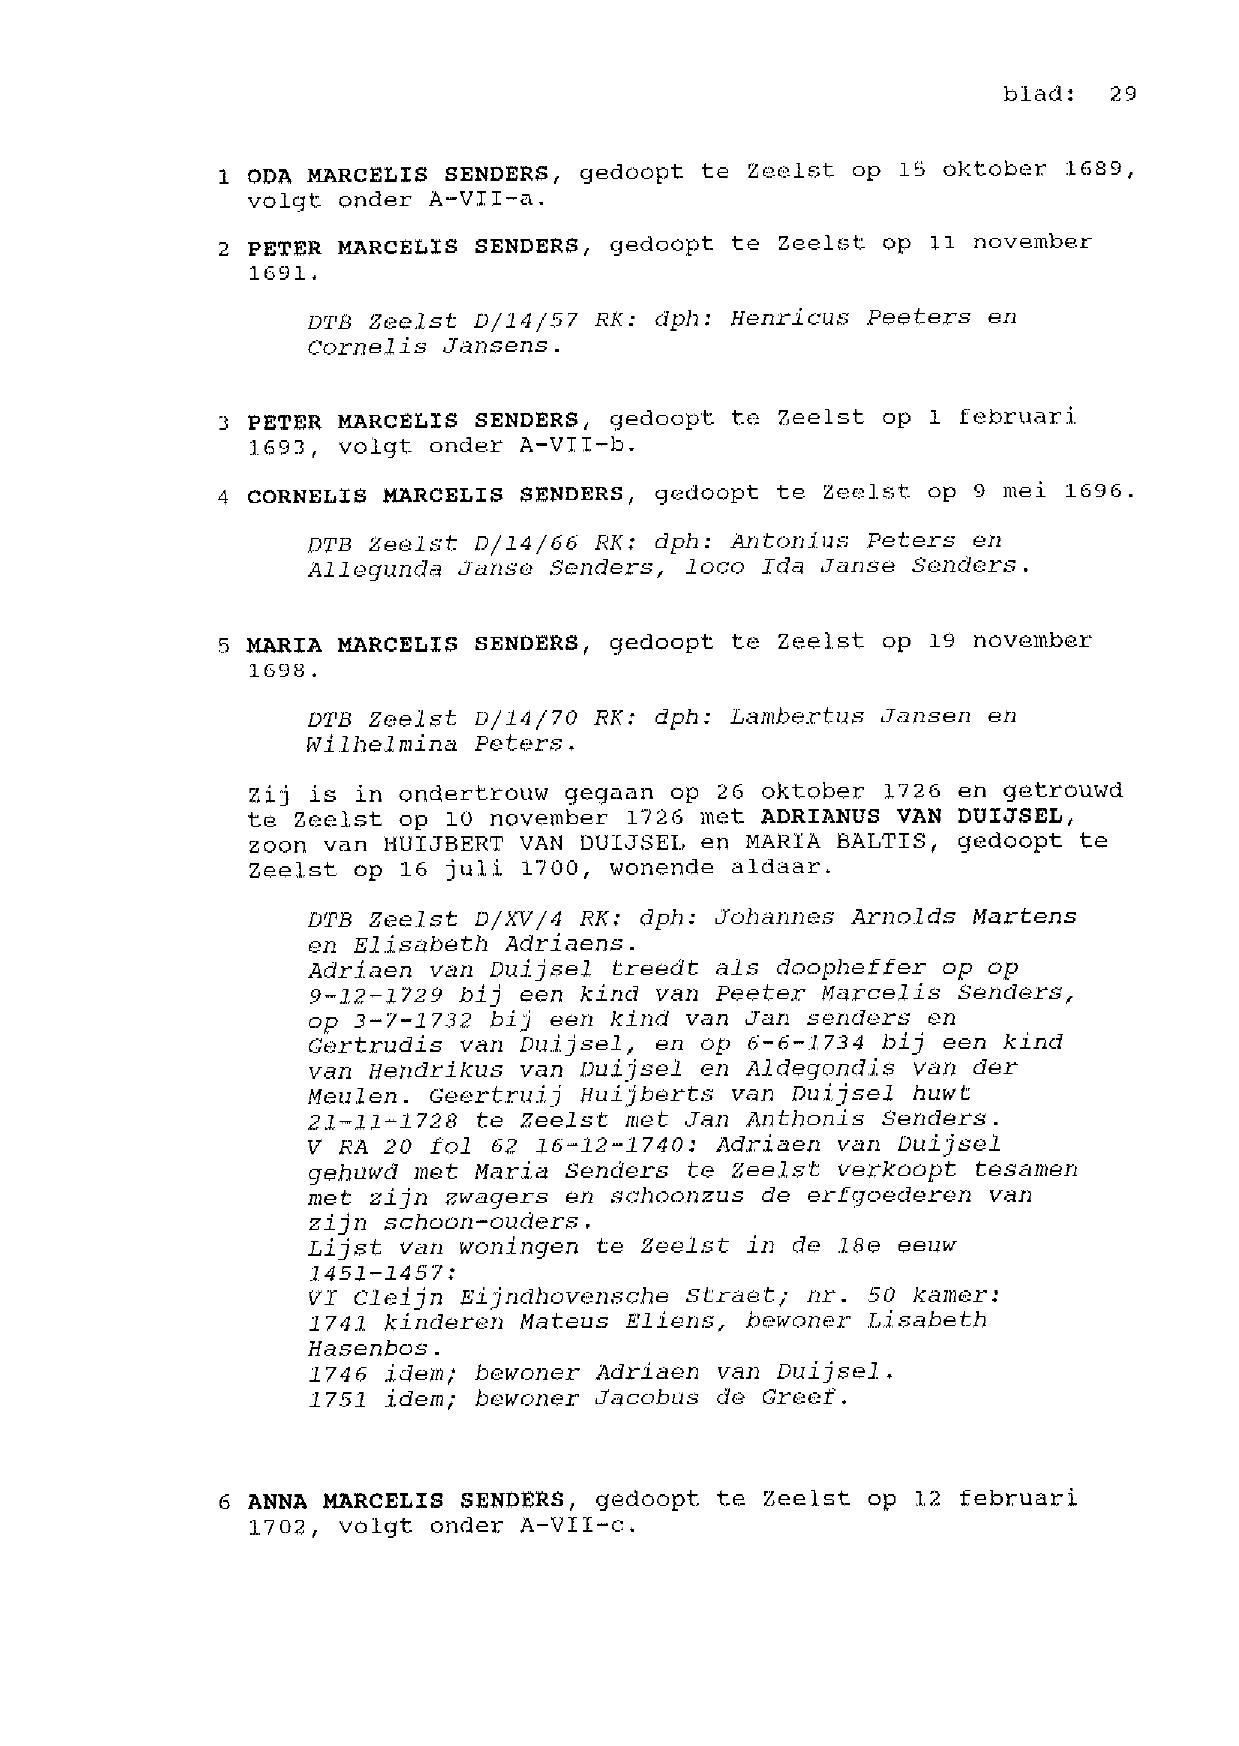 blad: 29
1 ODA MARCELIS SENDERS, gedoopt te Zeelst op 15 oktober 1689,
volgt onder A-VII-a.
2 PETER MARCELIS SENDERS, gedoopt te Zeelst op 11 november
1691.
DTB Zeelst D/14/57 RK: dph: Henricus Peeters en
Cornelis Jansens.
3 PETER MARCELIS SENDERS, gedoopt te Zeelst op 1 februari
1693, volgt onder A-VII-b.
4 CORNELIS MARCELIS SENDERS, gedoopt te Zeelst op 9 mei 1696.
DTB Zeelst D/14/66 RK: dph: Antonius Peters en
Allegunda Janse Senders, loco Ida Janse Senders.
5 MARIA MARCELIS SENDERS, gedoopt te Zeelst op 19 november
1698.
DTB Zeelst D/14/70 RK: dph: Lambertus Jansen en
Wilhelmina Peters.
Zij is in ondertrouw gegaan op 26 oktober 1726 en getrouwd
te Zeelst op 10 november 1726 met ADRIANUS VAN DUIJSEL,
zoon van HUIJBERT VAN DUIJSEL en MARIA BALTIS, gedoopt te
Zeelst op 16 juli 1700, wonende aldaar.
DTB Zeelst D/XV/4 RK: dph: Johannes Arnolds Martens
en Elisabeth Adriaens.
Adriaen van Duijsel treedt als doopheffer op op
9-12-1729 bij een kind van Peeter Marcelis Senders,
op 3-7-1732 bij een kind van Jan senders en
Gertrudis van Duijsel, en op 6-6-1734 bij een kind
van Hendrikus van Duijsel en Aldegondis van der
Meulen. Geertruij Huijberts van Duijsel huwt
21-11-1728 te Zeelst met Jan Anthonis Senders.
V RA 20 fol 62 16-12-1740: Adriaen van Duijsel
gehuwd met Maria Senders te Zeelst verkoopt tesamen
met zijn zwagers en schoonzus de erfgoederen van
zijn schoon-ouders.
Lijst van woningen te Zeelst in de 18e eeuw
1451-1457:
VI Cleijn Eijndhovensche Straet; nr. 50 kamer:
1741 kinderen Mateus Eliens, bewoner Lisabeth
Hasenbos.
1746 idem; bewoner Adriaen van Duijsel.
1751 idem; bewoner Jacobus de Greef.
6 ANNA MARCELIS SENDERS, gedoopt te Zeelst op 12 februari
1702, volgt onder A-VII-c.